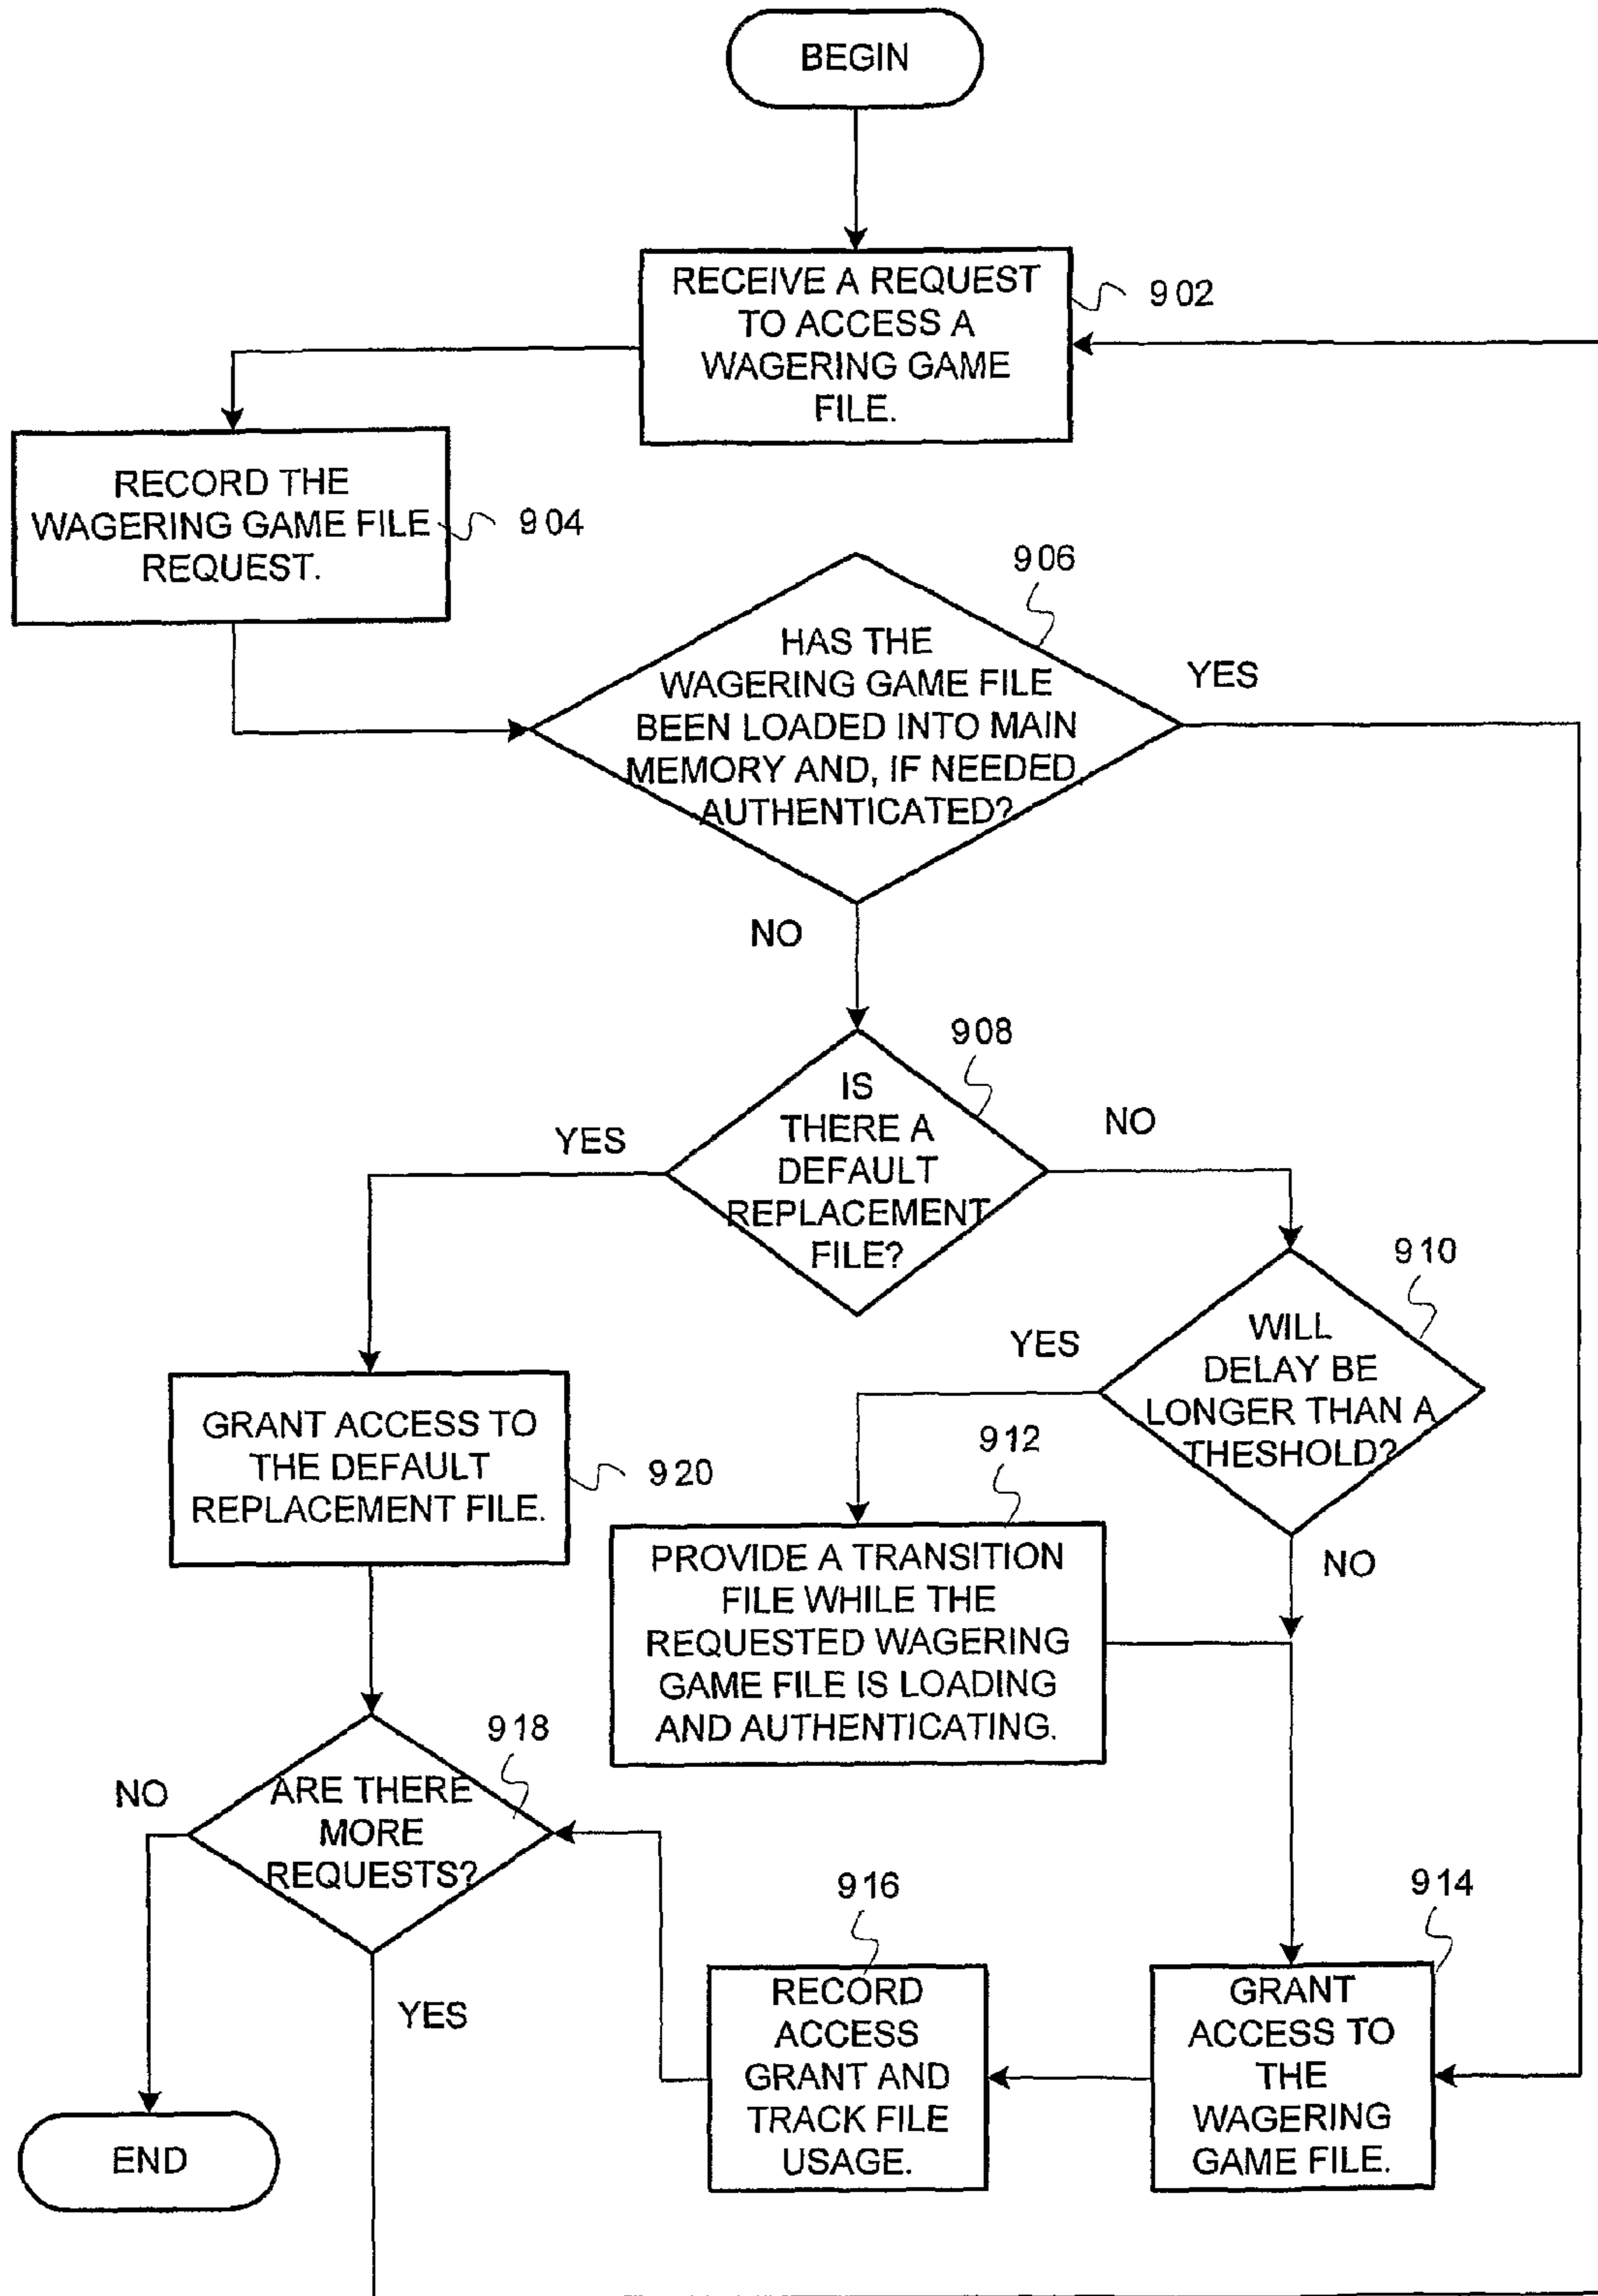 BEGIN
RECEIVE A REQUEST
TO ACCESS A
WAGERING GAME
FILE.
902
RECORD THE
WAGERING GAME FILE
REQUEST.
904
906
HAS THE
WAGERING GAME FILE
BEEN LOADED INTO MAIN
MEMORY AND, IF NEEDED
AUTHENTICATED?
YES
NO
908
IS
THERE A
DEFAULT
REPLACEMENT
FILE?
YES
NO
910
WILL
DELAY BE
LONGER THAN A
THESHOLD?
YES
NO
GRANT ACCESS TO
THE DEFAULT
REPLACEMENT FILE.
920
912
PROVIDE A TRANSITION
FILE WHILE THE
REQUESTED WAGERING
GAME FILE IS LOADING
AND AUTHENTICATING.
918
ARE THERE
MORE
REQUESTS?
NO
YES
916
RECORD
ACCESS
GRANT AND
TRACK FILE
USAGE.
914
GRANT
ACCESS TO
THE
WAGERING
GAME FILE.
END